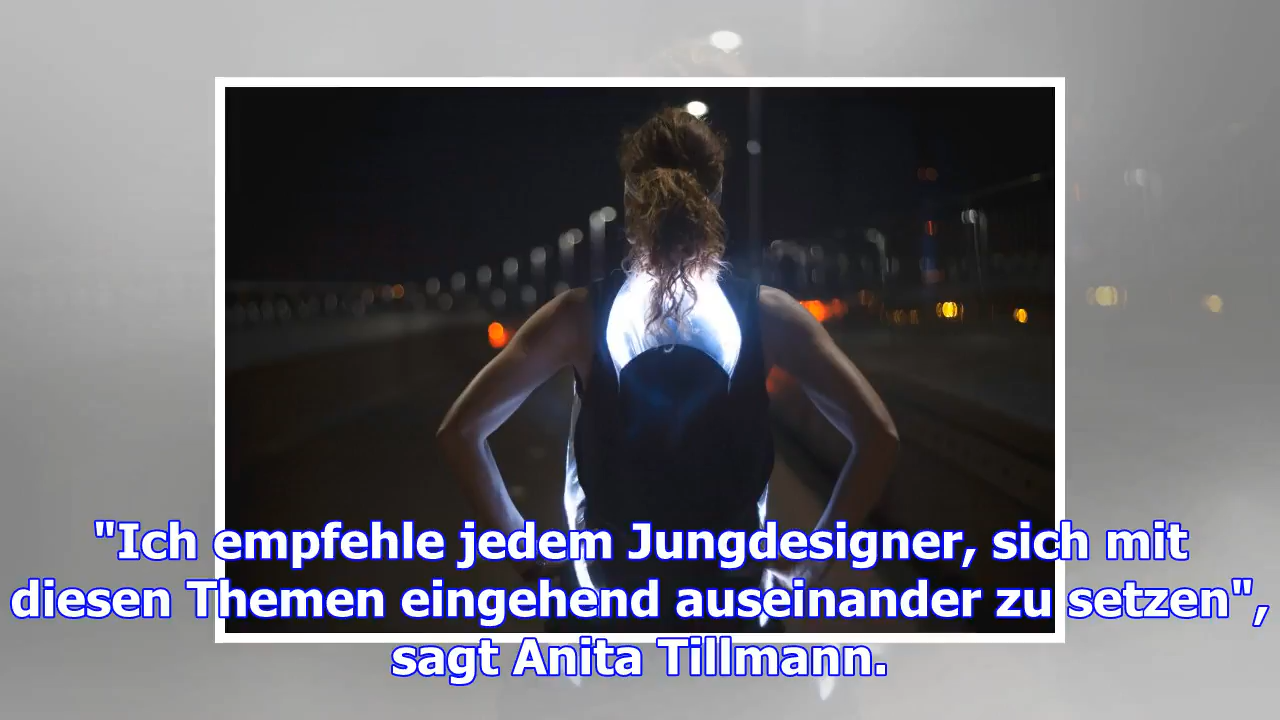 "Ich empfehle jedem Jungdesigner, sich mit
diesen Themen eingehend auseinander zu setzen",
sagt Anita Tillmann.